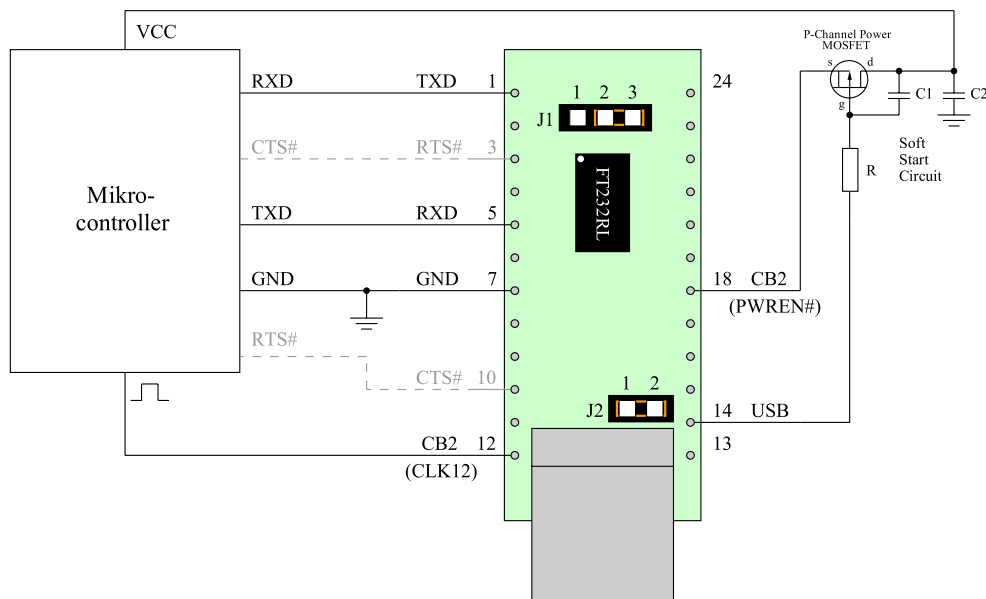 VCC
P-Channel Power
MOSFET
s
d
g
C1
C2
RXD
TXD
1
24
1 2 3
J1
CTS#
RTS#
3
Soft
Start
Circuit
R
FT232RL
Mikro-
controller
TXD
RXD
5
GND
GND
7
18
CB2
(PWREN#)
RTS#
CTS#
10
1 2
J2
14
USB
CB2
12
13
(CLK12)